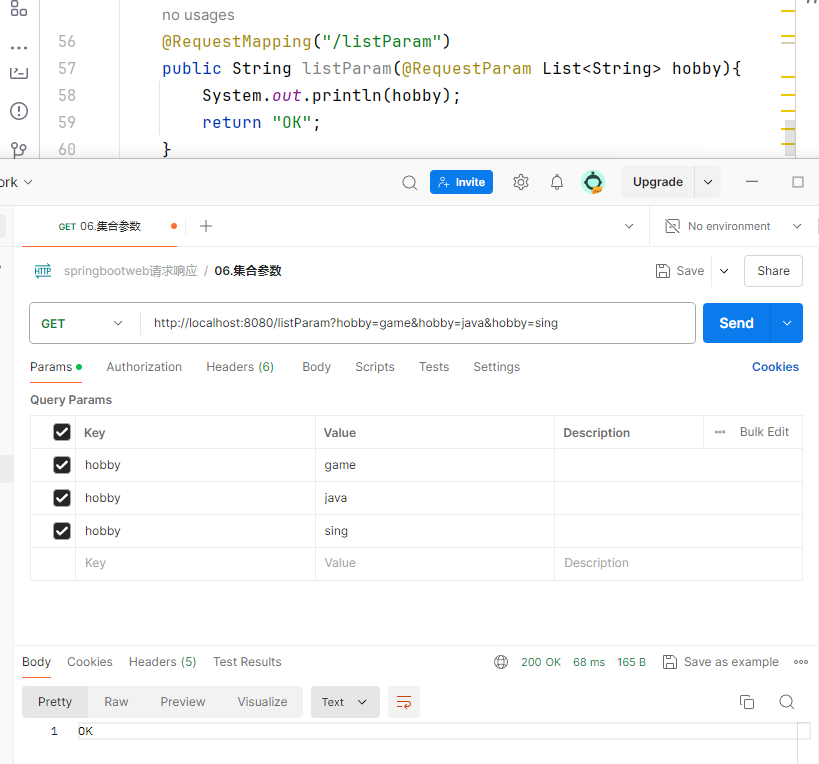 no usages
56 @RequestMapping("/listParam")
57 public String listParam(@RequestParam List<String> hobby){
58 System.out.println(hobby);
59 return "OK";
60 }
ork
Invite
Upgrade
GET 06.集合参数
No environment
HTTP springbootweb请求响应 / 06.集合参数
Save
Share
GET
http://localhost:8080/listParam?hobby=game&hobby=java&hobby=sing
Send
Params Authorization Headers (6) Body Scripts Tests Settings Cookies
Query Params
Key Value Description Bulk Edit
hobby game
hobby java
hobby sing
Key Value Description
Body Cookies Headers (5) Test Results 200 OK 68 ms 165 B Save as example
Pretty Raw Preview Visualize Text
1 OK